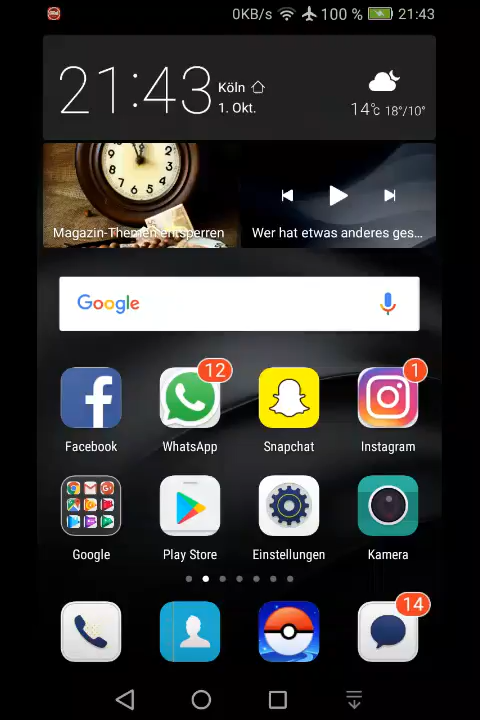 0KB/s 100 % 21:43
21:43
Köln
1. Okt.
14°c 18°/10°
Magazin-Themen entsperren
Wer hat etwas anderes ges…
Google
12
1
Facebook
WhatsApp
Snapchat
Instagram
Google
Play Store
Einstellungen
Kamera
14